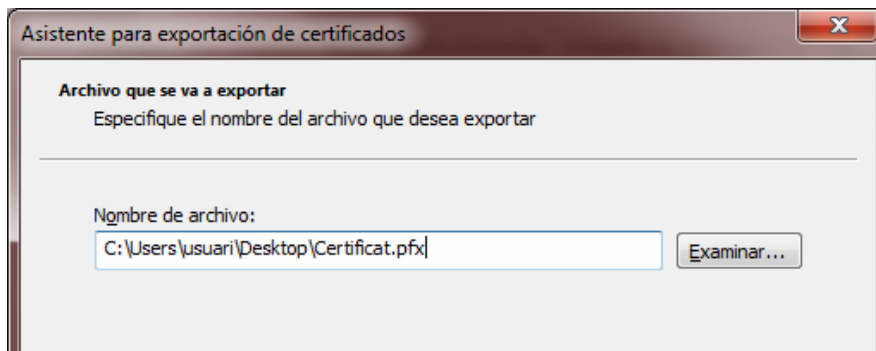 Asistente para exportación de certificados
Archivo que se va a exportar
Especifique el nombre del archivo que desea exportar
Nombre de archivo:
C:\Users\usuari\Desktop\Certificat.pfx
Examinar...